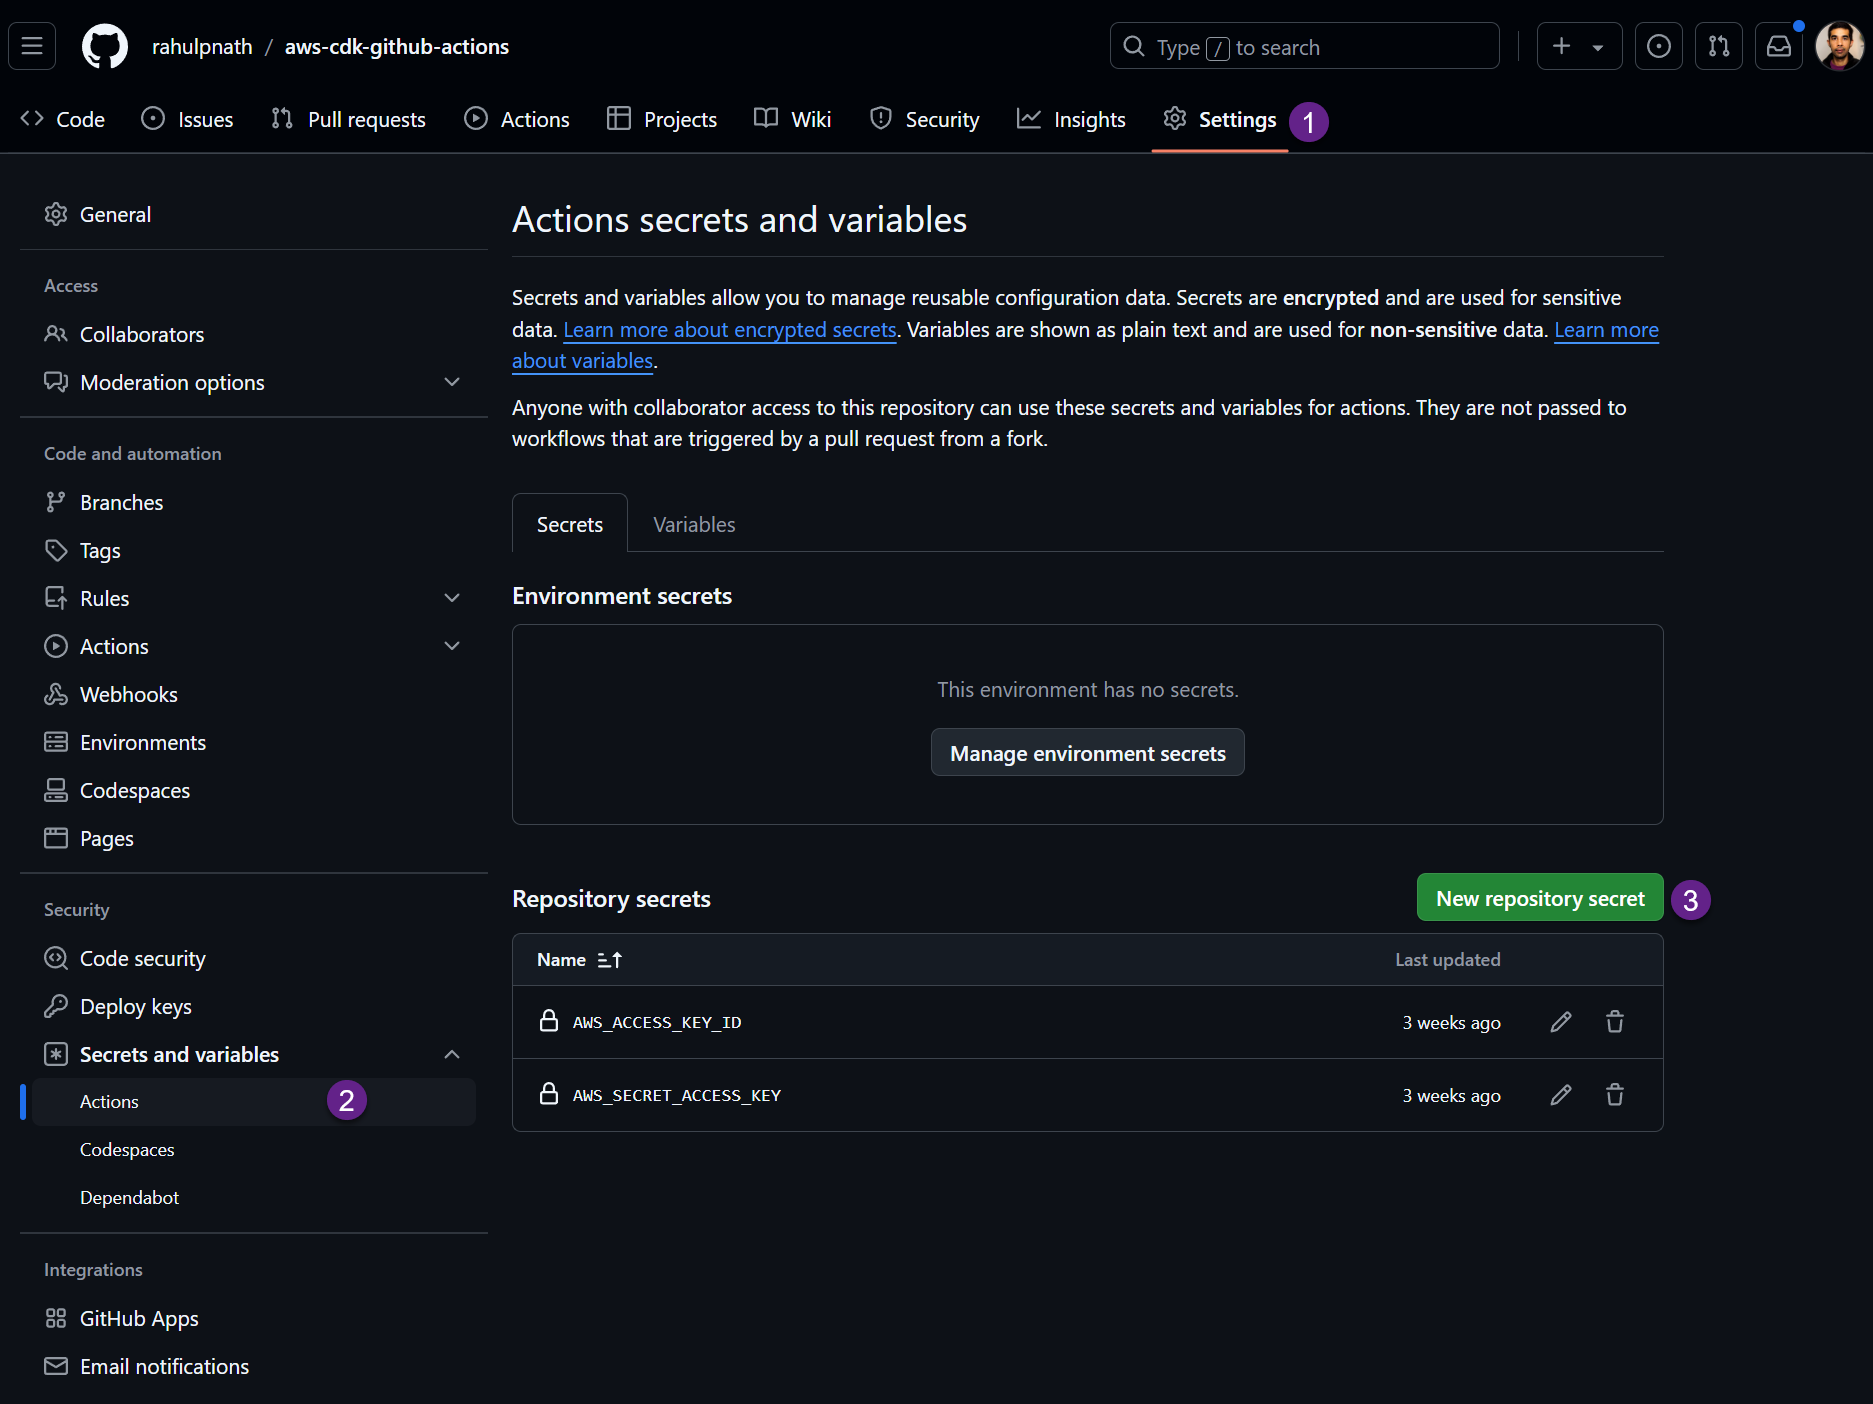 rahulpnath / aws-cdk-github-actions
Type / to search
Code Issues Pull requests Actions Projects Wiki Security Insights Settings 1
General
Access
Collaborators
Moderation options
Code and automation
Branches
Tags
Rules
Actions
Webhooks
Environments
Codespaces
Pages
Security
Code security
Deploy keys
Secrets and variables
Actions 2
Codespaces
Dependabot
Integrations
GitHub Apps
Email notifications
Actions secrets and variables
Secrets and variables allow you to manage reusable configuration data. Secrets are encrypted and are used for sensitive
data. Learn more about encrypted secrets. Variables are shown as plain text and are used for non-sensitive data. Learn more
about variables.
Anyone with collaborator access to this repository can use these secrets and variables for actions. They are not passed to
workflows that are triggered by a pull request from a fork.
Secrets Variables
Environment secrets
This environment has no secrets.
Manage environment secrets
Repository secrets New repository secret 3
Name Last updated
AWS_ACCESS_KEY_ID 3 weeks ago
AWS_SECRET_ACCESS_KEY 3 weeks ago